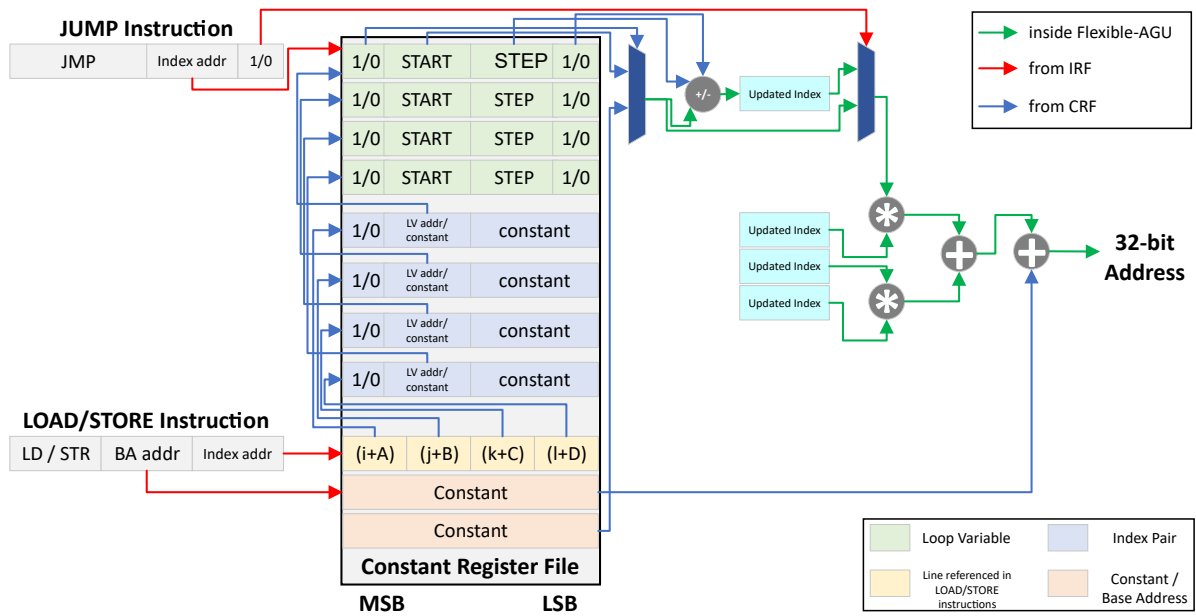 JUMP Instruction
JMP Index addr 1/0
1/0 START STEP 1/0
1/0 START STEP 1/0
1/0 START STEP 1/0
1/0 START STEP 1/0
1/0 LV addr/ constant
constant
1/0 LV addr/ constant
constant
1/0 LV addr/ constant
constant
1/0 LV addr/ constant
constant
LOAD/STORE Instruction
LD / STR BA addr Index addr
(i+A) (j+B) (k+C) (l+D)
Constant
Constant
Constant Register File
MSB LSB
+/-
Updated Index
Updated Index
Updated Index
Updated Index
32-bit
Address
inside Flexible-AGU
from IRF
from CRF
Loop Variable
Index Pair
Line referenced in
LOAD/STORE
instructions
Constant /
Base Address